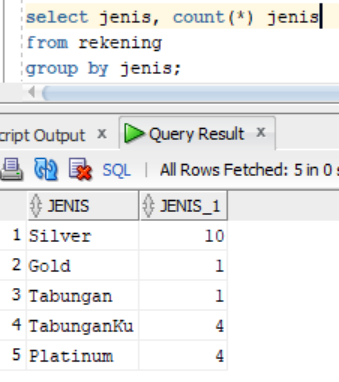 select jenis, count(*) jenis
from rekening
group by jenis;
cript Output x Query Result x
SQL | All Rows Fetched: 5 in 0 s
JENIS JENIS_1
1 Silver 10
2 Gold 1
3 Tabungan 1
4 TabunganKu 4
5 Platinum 4